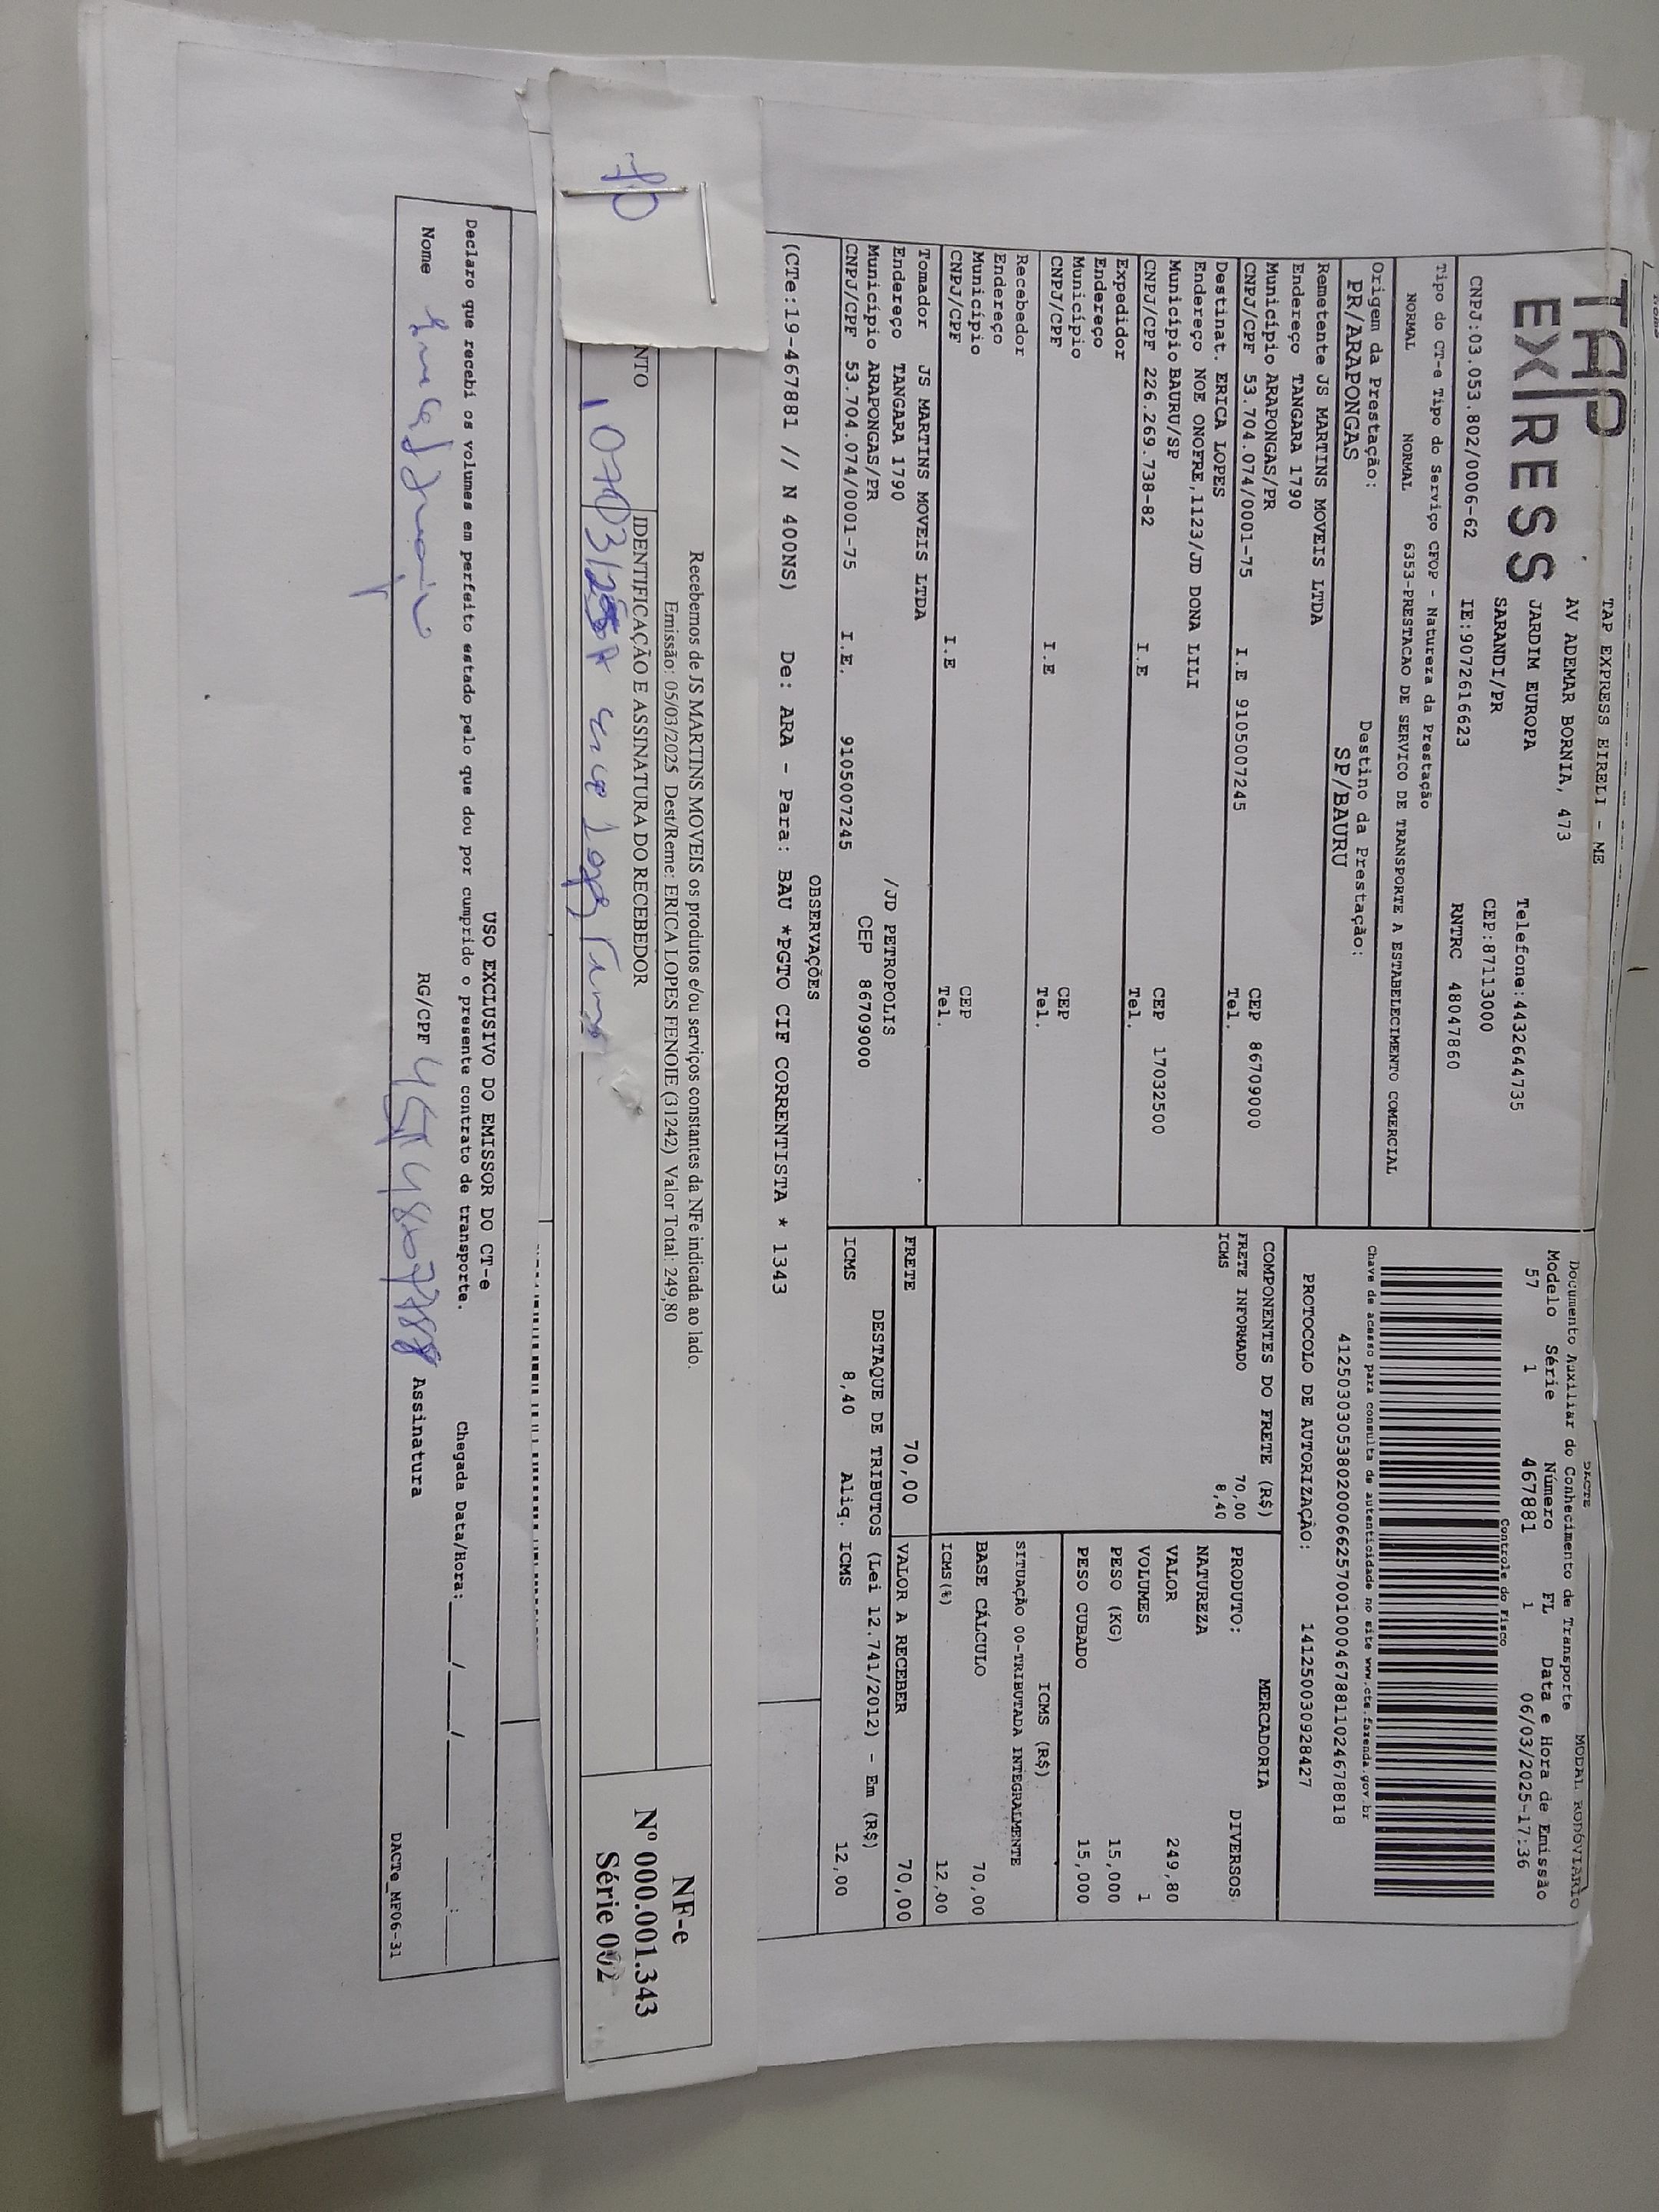 TAP EXPRESS
TAP EXPRESS EIRELI - ME
AV ADEMAR BORNIA, 473
JARDIM EUROPA
SARANDI/PR
Telefone:4432644735
CEP:87113000
CNPJ:03.053.802/0006-62 IE:9072616623 RNTRC 48047860
DACTE MODAL RODOVIÁRIO
Documento Auxiliar do Conhecimento de Transporte
Modelo Série Número FL Data e Hora de Emissão
57 1 467881 1 06/03/2025-17:36
Controle do Fisco
Tipo do CT-e Tipo do Serviço CFOP - Natureza da Prestação
NORMAL NORMAL 6353-PRESTACAO DE SERVICO DE TRANSPORTE A ESTABELECIMENTO COMERCIAL
Chave de acesso para consulta de autenticidade no site www.cte.fazenda.gov.br
41250303053802000662570010004678811024678818
PROTOCOLO DE AUTORIZAÇÃO: 141250030928427
Origem da Prestação: Destino da Prestação:
PR/ARAPONGAS SP/BAURU
Remetente JS MARTINS MOVEIS LTDA
Endereço TANGARA 1790
Município ARAPONGAS/PR CEP 86709000
CNPJ/CPF 53.704.074/0001-75 I.E 9105007245 Tel.
Destinat. ERICA LOPES
Endereço NOE ONOFRE,1123/JD DONA LILI
Município BAURU/SP CEP 17032500
CNPJ/CPF 226.269.738-82 I.E Tel.
Expedidor
Endereço
Município CEP
CNPJ/CPF I.E Tel.
Recebedor
Endereço
Município CEP
CNPJ/CPF I.E Tel.
Tomador JS MARTINS MOVEIS LTDA
Endereço TANGARA 1790 /JD PETROPOLIS
Município ARAPONGAS/PR CEP 86709000
CNPJ/CPF 53.704.074/0001-75 I.E. 9105007245
COMPONENTES DO FRETE (R$)
FRETE INFORMADO 70,00
ICMS 8,40
MERCADORIA
PRODUTO: DIVERSOS
NATUREZA
VALOR 249,80
VOLUMES 1
PESO (KG) 15,000
PESO CUBADO 15,000
ICMS (R$)
SITUAÇÃO 00-TRIBUTADA INTEGRALMENTE
BASE CÁLCULO 70,00
ICMS(%) 12,00
FRETE 70,00 VALOR A RECEBER 70,00
DESTAQUE DE TRIBUTOS (Lei 12.741/2012) - Em (R$)
ICMS 8,40 Aliq. ICMS 12,00
OBSERVAÇÕES
(CTe:19-467881 // N 400NS) De: ARA - Para: BAU *PGTO CIF CORRENTISTA * 1343
Recebemos de JS MARTINS MOVEIS os produtos e/ou serviços constantes da NFe indicada ao lado.
Emissão: 05/03/2025 Dest/Reme: ERICA LOPES FENOIE (31242) Valor Total: 249,80
NTO IDENTIFICAÇÃO E ASSINATURA DO RECEBEDOR
NF-e
Nº 000.001.343
Série 002
USO EXCLUSIVO DO EMISSOR DO CT-e
Declaro que recebi os volumes em perfeito estado pelo que dou por cumprido o presente contrato de transporte. Chegada Data/Hora:____/____/____ ____:____
Nome RG/CPF Assinatura
DACTe_MF06-31